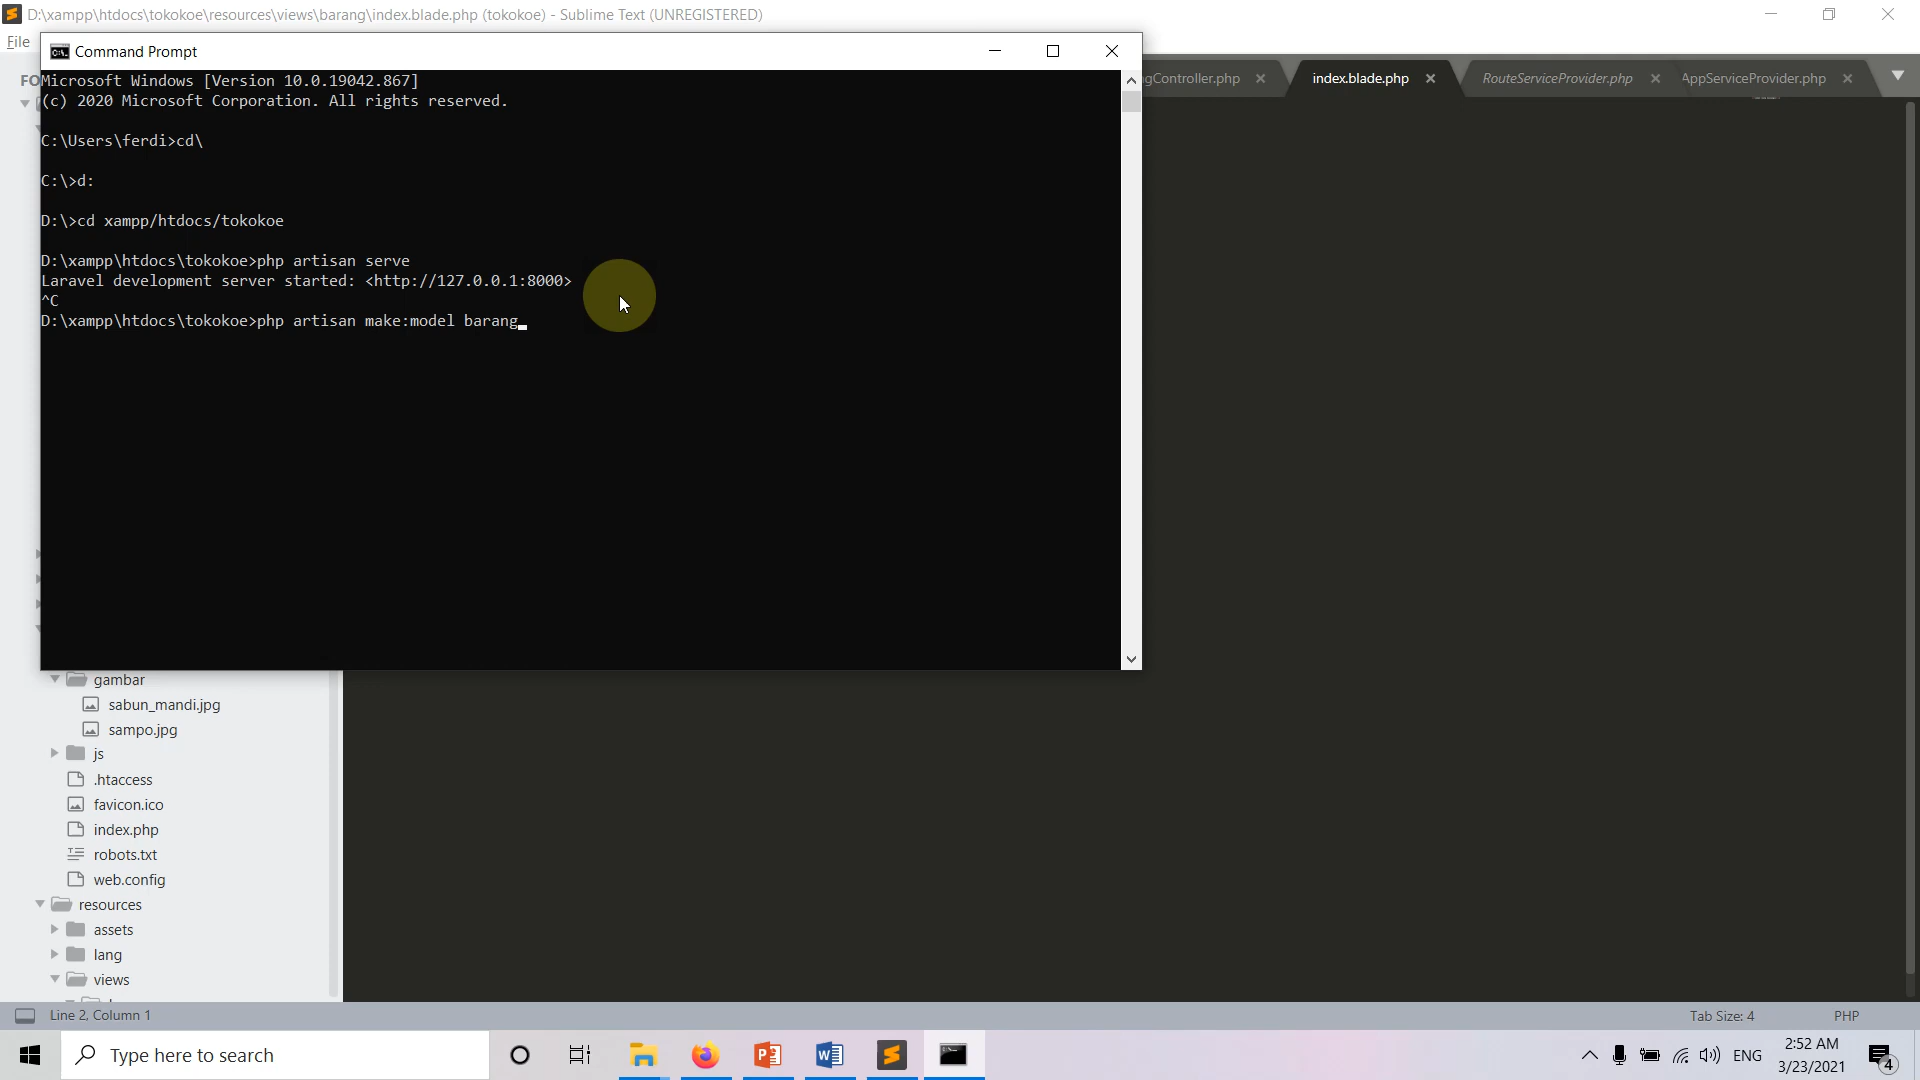 D:\xampp\htdocs\tokokoe\resources\views\barang\index.blade.php (tokokoe) - Sublime Text (UNREGISTERED)
File
Command Prompt
gController.php
index.blade.php
RouteServiceProvider.php
AppServiceProvider.php
FO
Microsoft Windows [Version 10.0.19042.867]
(c) 2020 Microsoft Corporation. All rights reserved.
C:\Users\ferdi>cd\
C:\>d:
D:\>cd xampp/htdocs/tokokoe
D:\xampp\htdocs\tokokoe>php artisan serve
Laravel development server started: <http://127.0.0.1:8000>
^C
D:\xampp\htdocs\tokokoe>php artisan make:model barang
gambar
sabun_mandi.jpg
sampo.jpg
js
.htaccess
favicon.ico
index.php
robots.txt
web.config
resources
assets
lang
views
Line 2, Column 1
Tab Size: 4
PHP
Type here to search
ENG
2:52 AM
3/23/2021
4